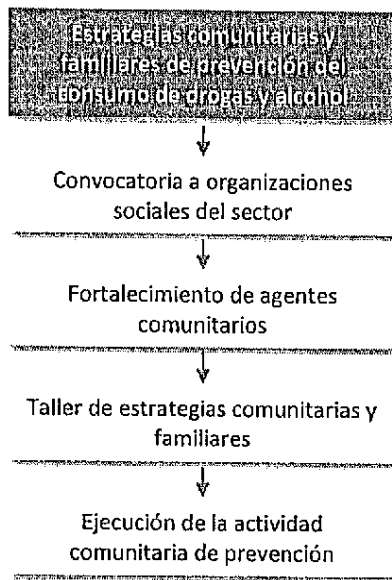 Estrategias comunitarias y
familiares de prevención del
consumo de drogas y alcohol
Convocatoria a organizaciones
sociales del sector
Fortalecimiento de agentes
comunitarios
Taller de estrategias comunitarias y
familiares
Ejecución de la actividad
comunitaria de prevención